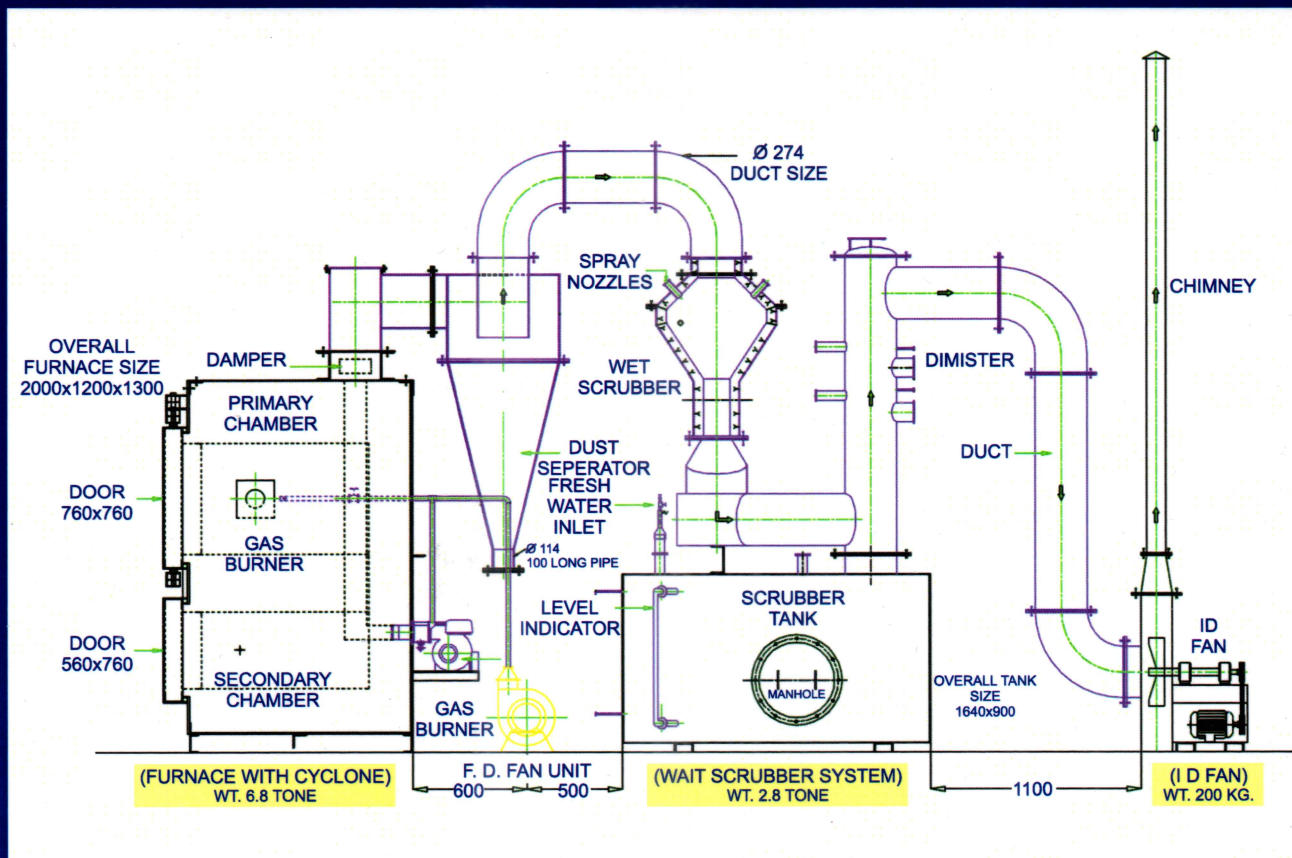 Ø 274
DUCT SIZE
SPRAY
NOZZLES
CHIMNEY
OVERALL
FURNACE SIZE
2000x1200x1300
DAMPER
WET
SCRUBBER
DIMISTER
PRIMARY
CHAMBER
DUST
SEPERATOR
DUCT
FRESH
WATER
INLET
DOOR
760x760
GAS
BURNER
Ø 114
100 LONG PIPE
LEVEL
INDICATOR
SCRUBBER
TANK
ID
FAN
DOOR
560x760
SECONDARY
CHAMBER
MANHOLE
OVERALL TANK
SIZE
1640x900
GAS
BURNER
(FURNACE WITH CYCLONE)
WT. 6.8 TONE
F. D. FAN UNIT
600
500
(WAIT SCRUBBER SYSTEM)
WT. 2.8 TONE
1100
(I D FAN)
WT. 200 KG.